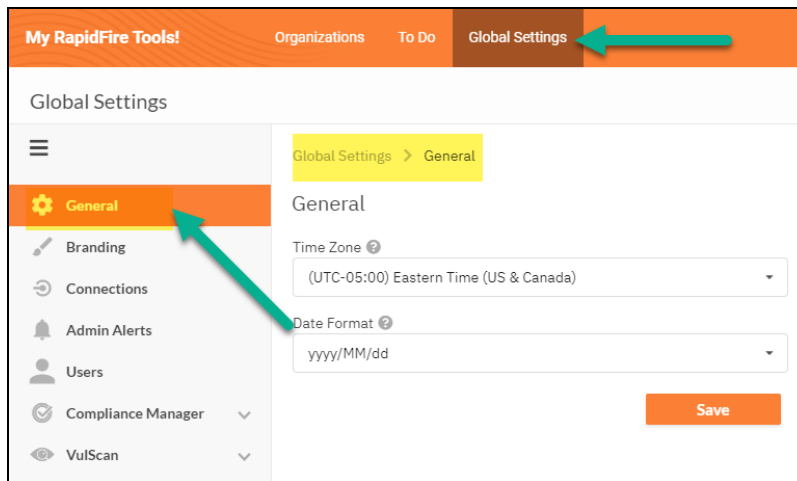 My RapidFire Tools! Organizations To Do Global Settings
Global Settings
Global Settings > General
General
General
Time Zone ?
(UTC-05:00) Eastern Time (US & Canada)
Date Format ?
yyyy/MM/dd
Save
Branding
Connections
Admin Alerts
Users
Compliance Manager
VulScan